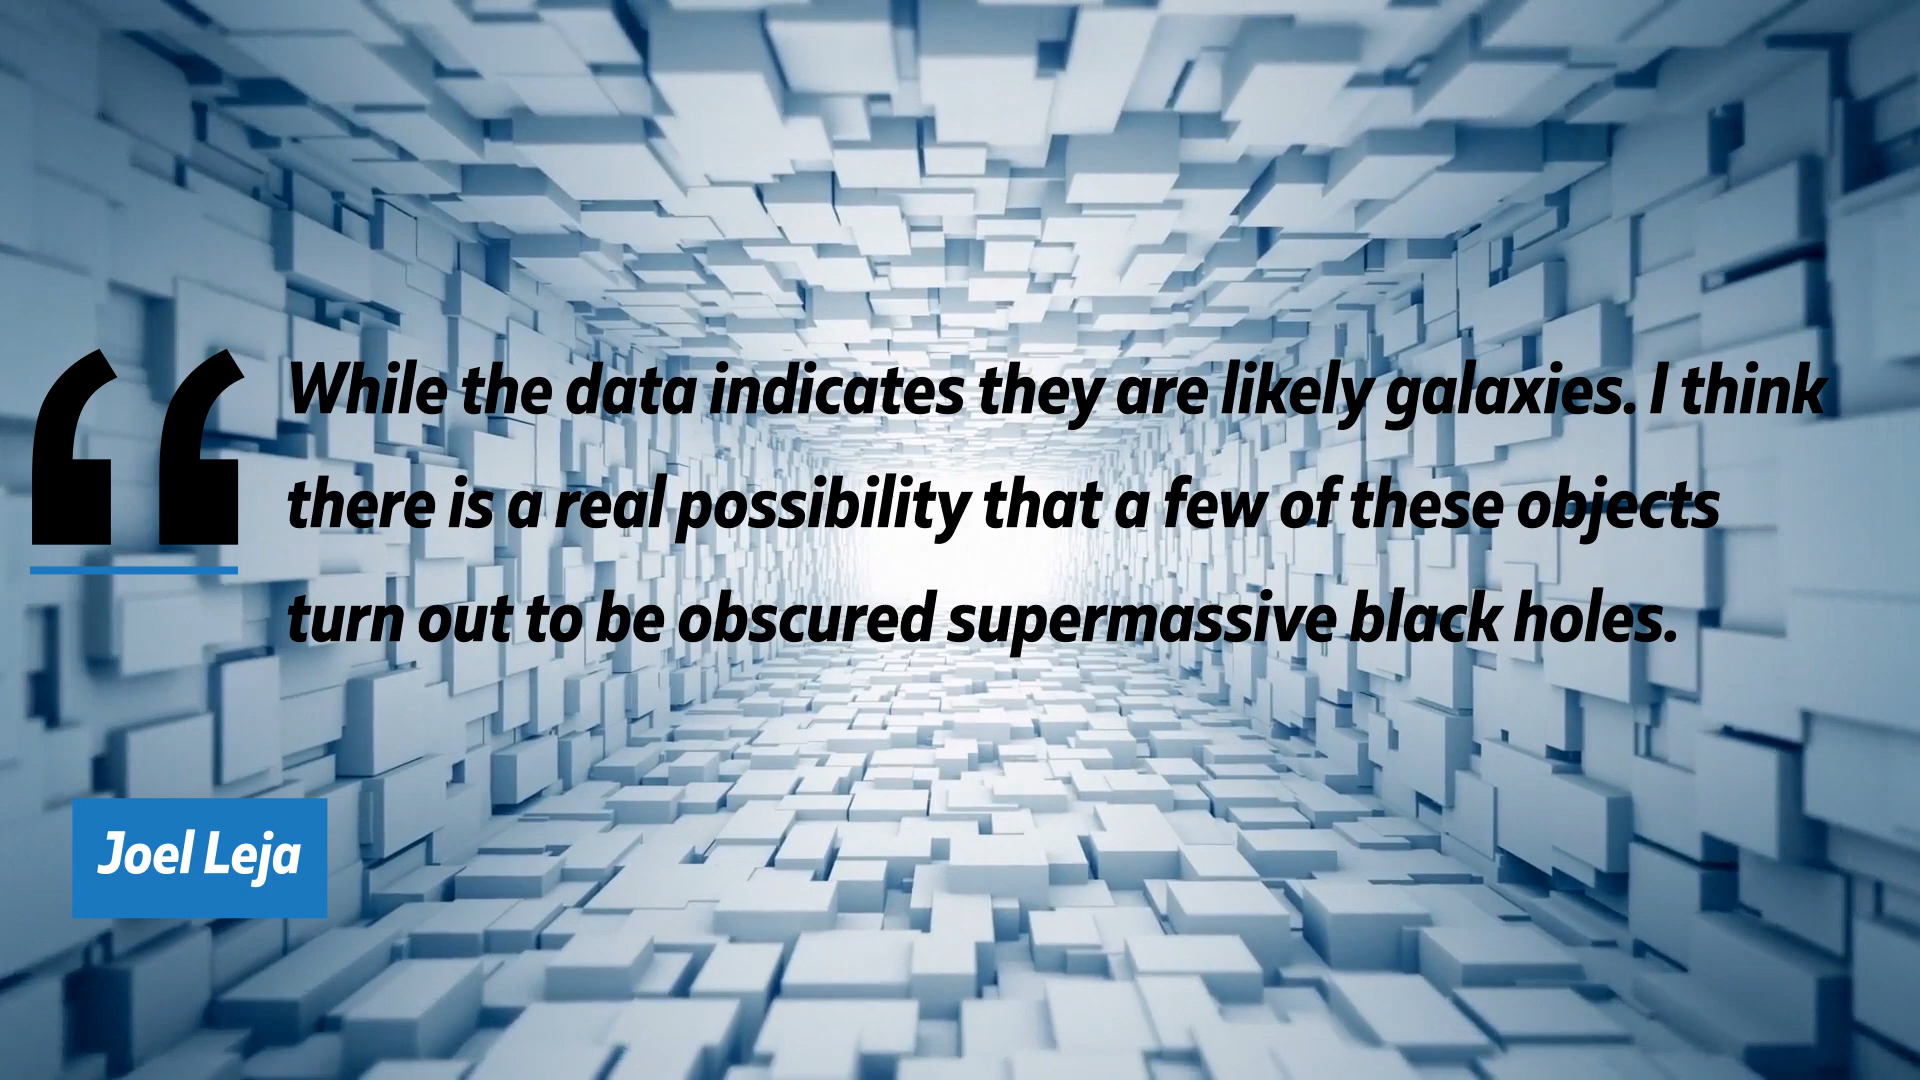 “
While the data indicates they are likely galaxies. I think
there is a real possibility that a few of these objects
turn out to be obscured supermassive black holes.
Joel Leja